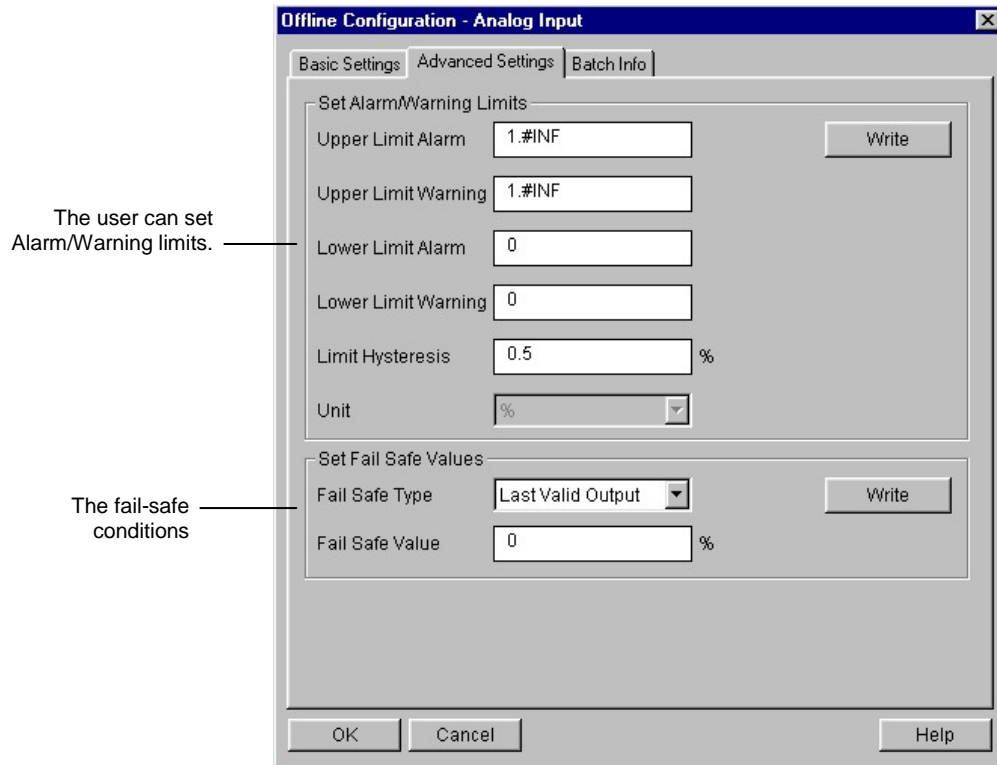 Offline Configuration - Analog Input
Basic Settings Advanced Settings Batch Info
Set Alarm/Warning Limits
Upper Limit Alarm 1.#INF Write
Upper Limit Warning 1.#INF
The user can set
Alarm/Warning limits.
Lower Limit Alarm 0
Lower Limit Warning 0
Limit Hysteresis 0.5 %
Unit %
Set Fail Safe Values
The fail-safe
conditions
Fail Safe Type Last Valid Output Write
Fail Safe Value 0 %
OK Cancel Help